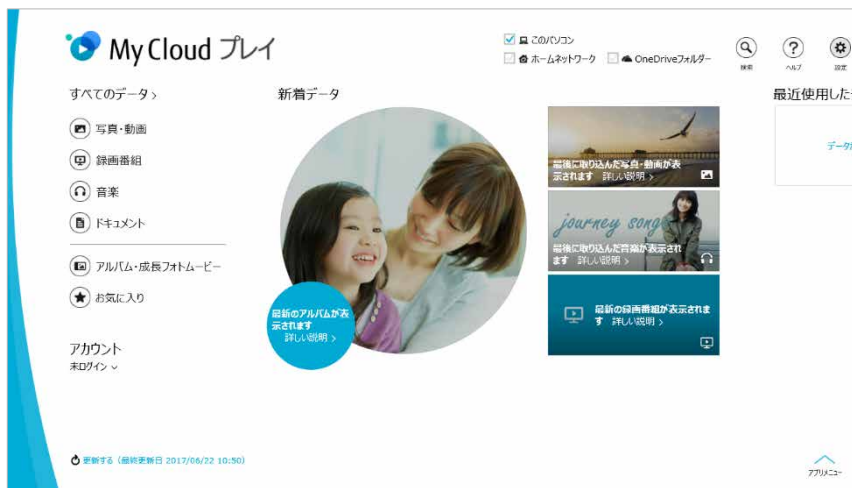 My Cloud プレイ
このパソコン
ホームネットワーク
OneDriveフォルダー
検索
ヘルプ
設定
すべてのデータ >
写真・動画
録画番組
音楽
ドキュメント
アルバム・成長フォトムービー
お気に入り
アカウント
未ログイン
更新する (最終更新日 2017/06/22 10:50)
新着データ
最新のアルバムが表
示されます
詳しい説明 >
最後に取り込んだ写真・動画が表
示されます 詳しい説明 >
journey songs
最後に取り込んだ音楽が表示され
ます 詳しい説明 >
最新の録画番組が表示されま
す 詳しい説明 >
最近使用した
データが
アプリメニュー